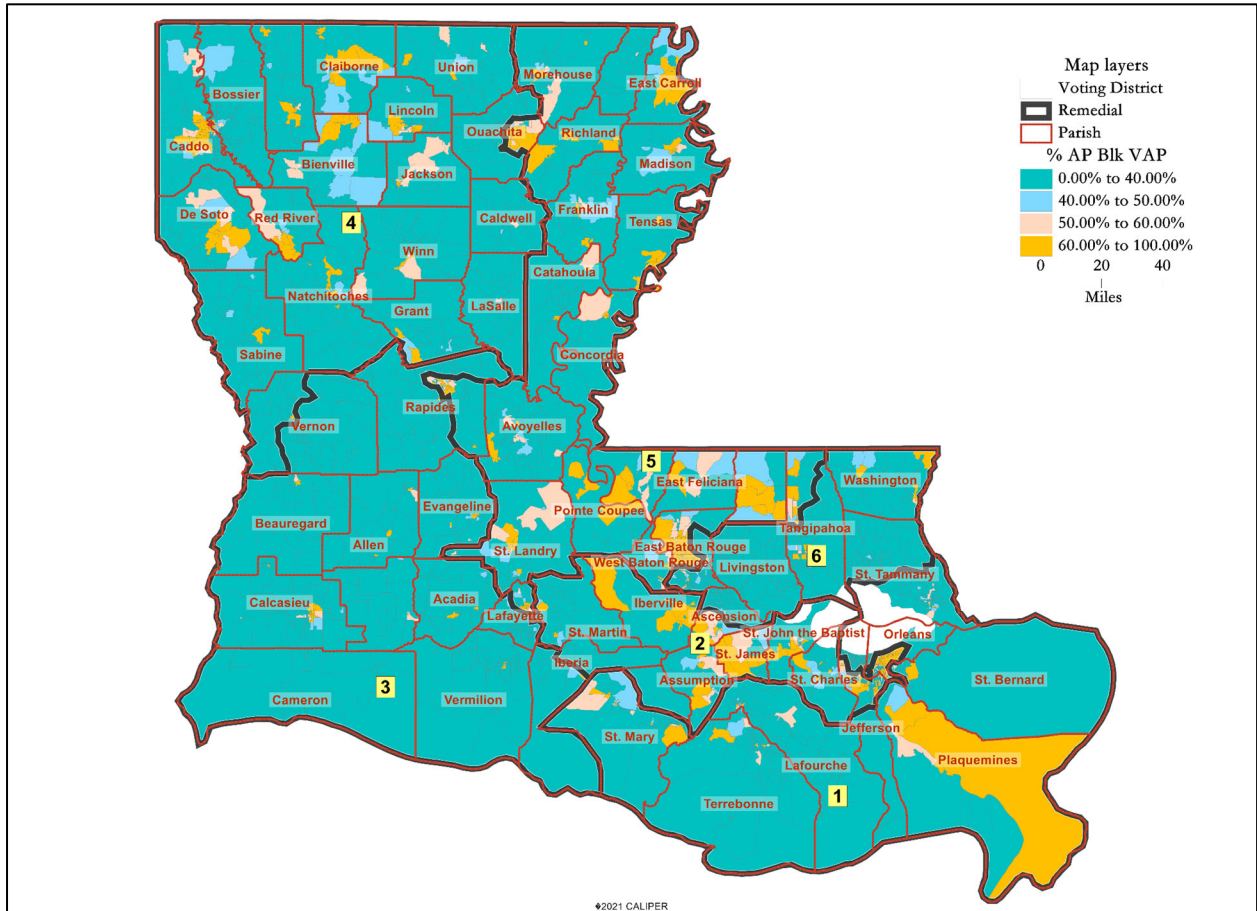 Map layers
Voting District
Remedial
Parish
% AP Blk VAP
0.00% to 40.00%
40.00% to 50.00%
50.00% to 60.00%
60.00% to 100.00%
0 20 40
Miles
Claiborne
Union
Morehouse
East Carroll
Bossier
Lincoln
Ouachita
Richland
Caddo
Bienville
Jackson
Madison
De Soto
Red River
4
Caldwell
Franklin
Tensas
Winn
Catahoula
Natchitoches
Grant
LaSalle
Sabine
Concordia
Rapides
Vernon
Avoyelles
5
East Feliciana
Washington
Evangeline
Pointe Coupee
Beauregard
Tangipahoa
Allen
St. Landry
East Baton Rouge
6
West Baton Rouge
Livingston
St. Tammany
Calcasieu
Acadia
Lafayette
Iberville
Ascension
St. Martin
St. John the Baptist
Orleans
2
St. James
Iberia
Assumption
St. Charles
St. Bernard
3
Cameron
Vermilion
Jefferson
St. Mary
Plaquemines
Lafourche
1
Terrebonne
�2021 CALIPER